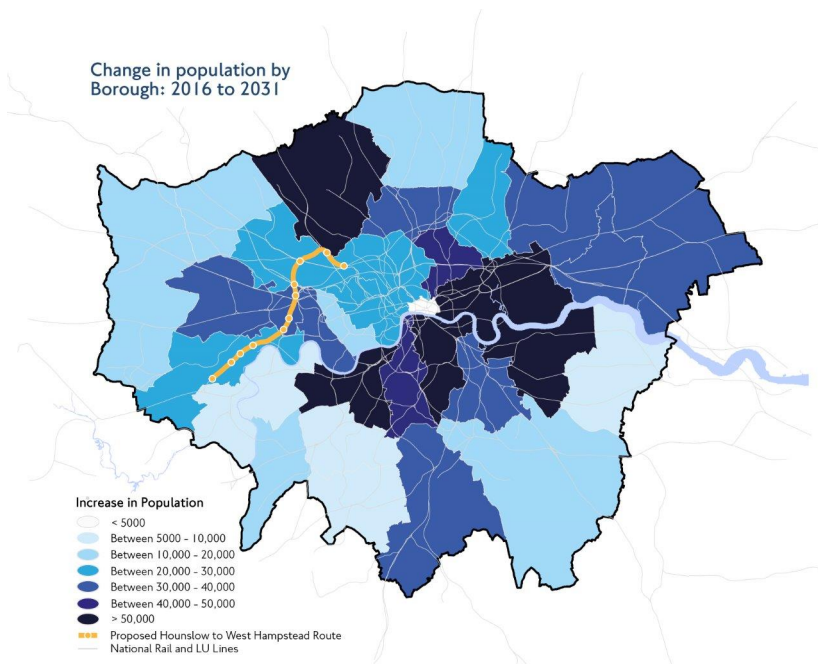 Change in population by
Borough: 2016 to 2031
Increase in Population
< 5000
Between 5000 - 10,000
Between 10,000 - 20,000
Between 20,000 - 30,000
Between 30,000 - 40,000
Between 40,000 - 50,000
> 50,000
Proposed Hounslow to West Hampstead Route
National Rail and LU Lines